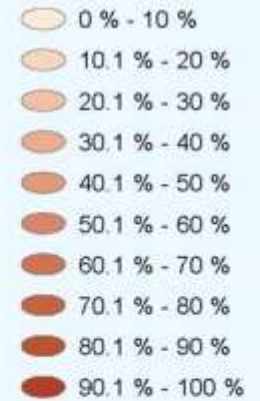 0 % - 10 %
10.1 % - 20 %
20.1 % - 30 %
30.1 % - 40 %
40.1 % - 50 %
50.1 % - 60 %
60.1 % - 70 %
70.1 % - 80 %
80.1 % - 90 %
90.1 % - 100 %